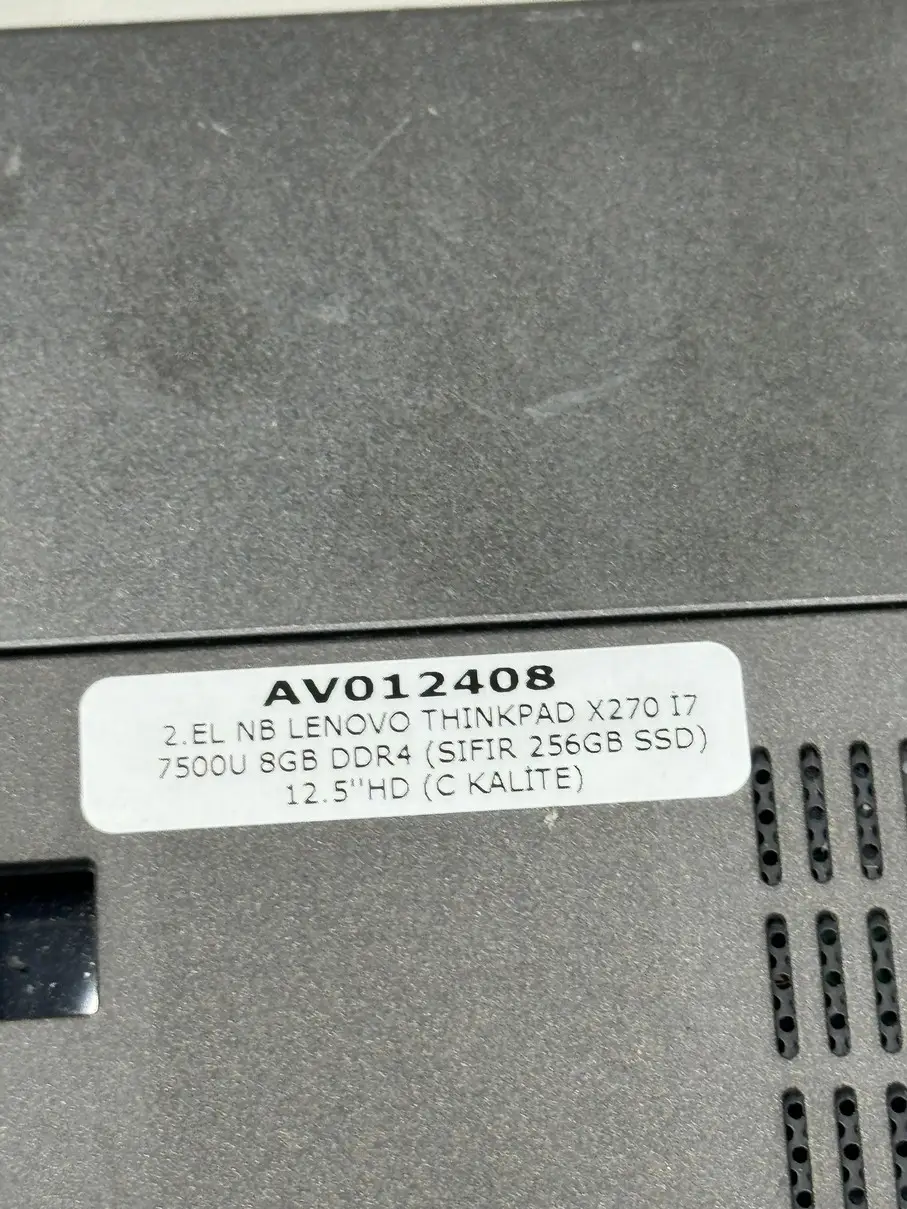 AV012408
2.EL NB LENOVO THINKPAD X270 İ7
7500U 8GB DDR4 (SIFIR 256GB SSD)
12.5''HD (C KALİTE)